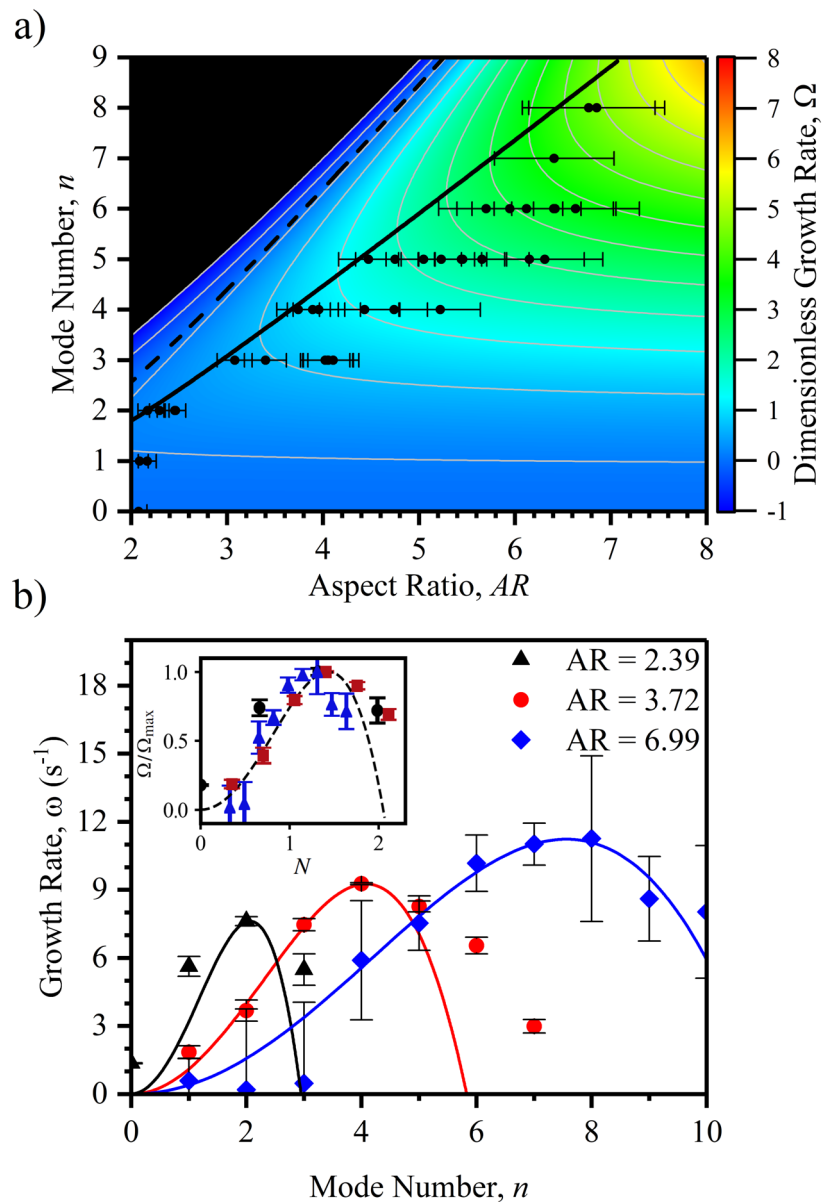 a)
9
8
7
6
5
4
3
2
1
0
Mode Number, n
2 3 4 5 6 7 8
Aspect Ratio, AR
8
7
6
5
4
3
2
1
0
-1
Dimensionless Growth Rate, Ω
b)
18
15
12
9
6
3
0
Growth Rate, ω (s⁻¹)
1.0
0.5
0.0
Ω/Ωmax
0 1 2
N
AR = 2.39
AR = 3.72
AR = 6.99
0 2 4 6 8 10
Mode Number, n